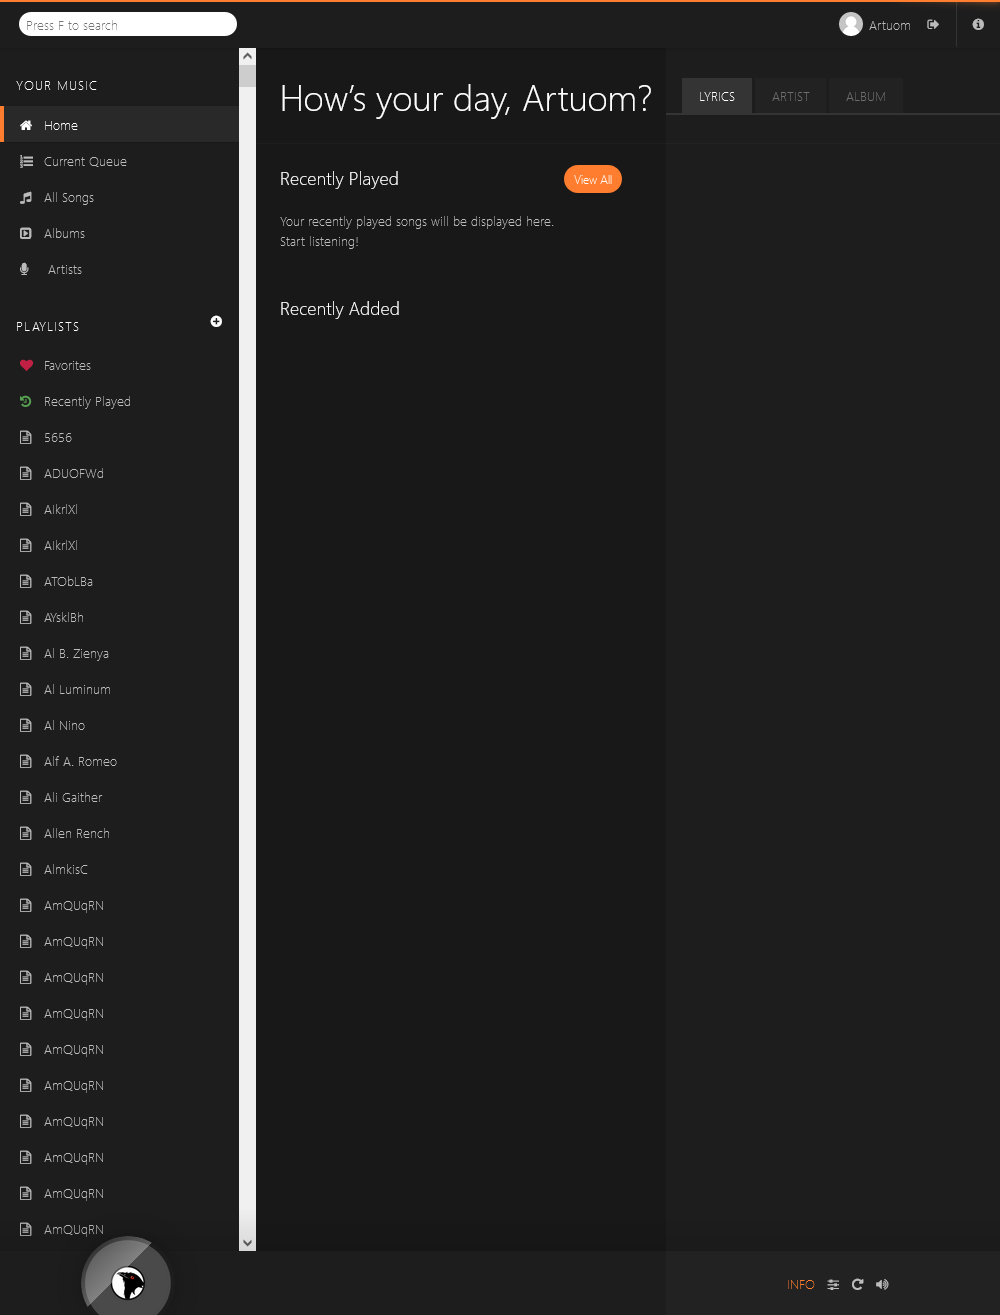 Press F to search
Artuom
YOUR MUSIC
Home
Current Queue
All Songs
Albums
Artists
PLAYLISTS
Favorites
Recently Played
5656
ADUOFWd
AIkrlXl
AIkrlXl
ATObLBa
AYsklBh
Al B. Zienya
Al Luminum
Al Nino
Alf A. Romeo
Ali Gaither
Allen Rench
AlmkisC
AmQUqRN
AmQUqRN
AmQUqRN
AmQUqRN
AmQUqRN
AmQUqRN
AmQUqRN
AmQUqRN
AmQUqRN
AmQUqRN
How's your day, Artuom?
Recently Played
View All
Your recently played songs will be displayed here.
Start listening!
Recently Added
LYRICS
ARTIST
ALBUM
INFO